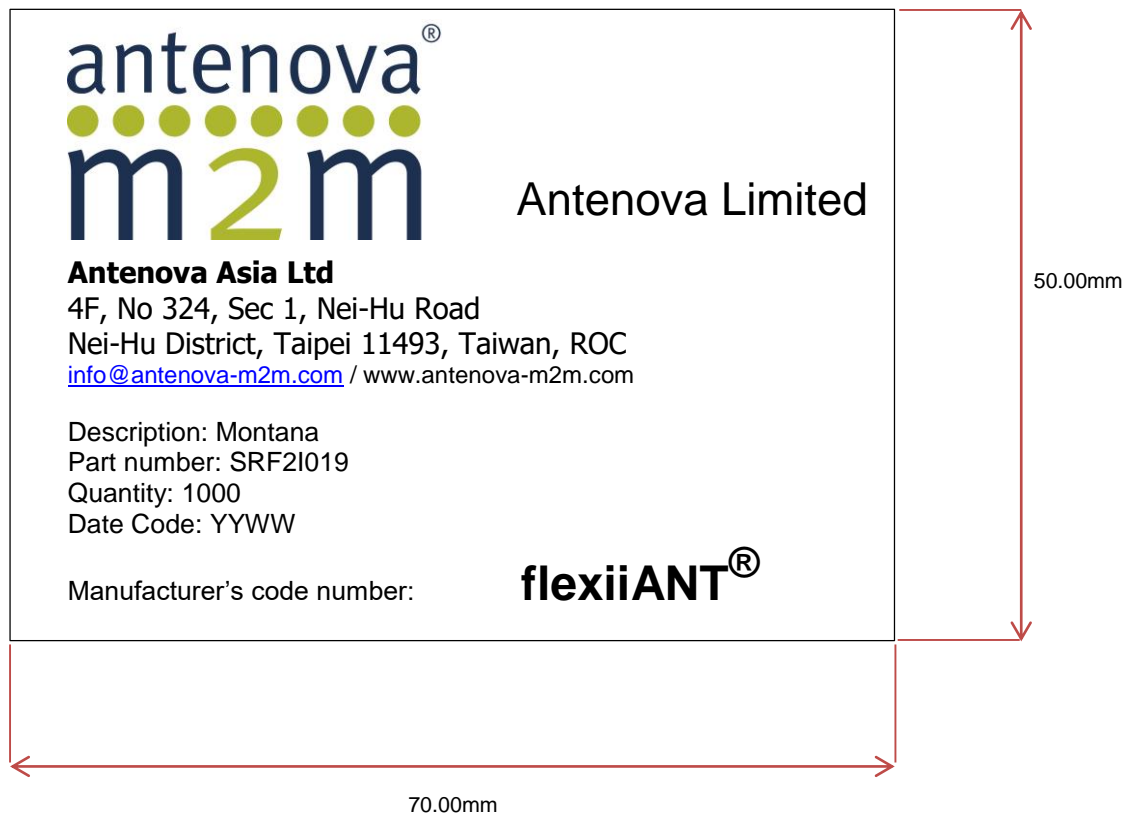 antenova®
m2m
Antenova Limited
Antenova Asia Ltd
4F, No 324, Sec 1, Nei-Hu Road
Nei-Hu District, Taipei 11493, Taiwan, ROC
info@antenova-m2m.com / www.antenova-m2m.com
Description: Montana
Part number: SRF2I019
Quantity: 1000
Date Code: YYWW
Manufacturer’s code number: flexiiANT®
50.00mm
70.00mm